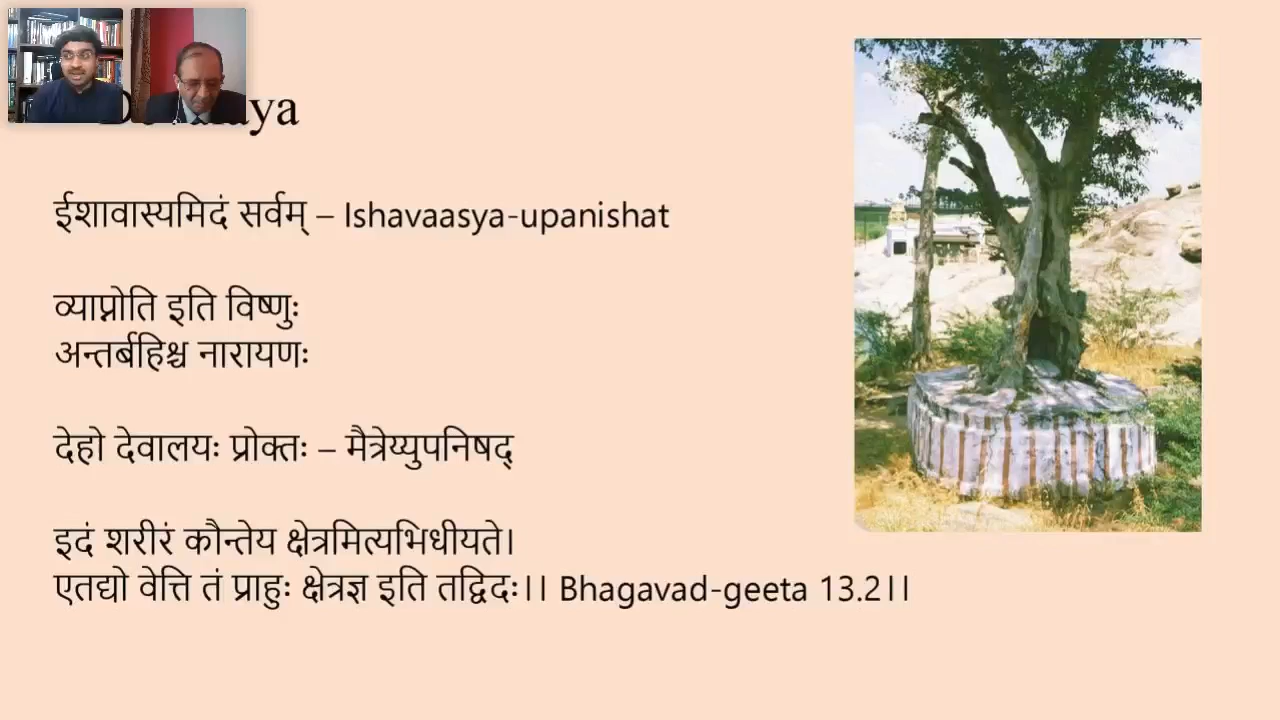 ईशावास्यमिदं सर्वम् – Ishavaasya-upanishat
व्याप्नोति इति विष्णुः
अन्तर्बहिश्च नारायणः
देहो देवालयः प्रोक्तः – मैत्रेय्युपनिषद्
इदं शरीरं कौन्तेय क्षेत्रमित्यभिधीयते।
एतद्यो वेत्ति तं प्राहुः क्षेत्रज्ञ इति तद्विदः।। Bhagavad-geeta 13.2।।